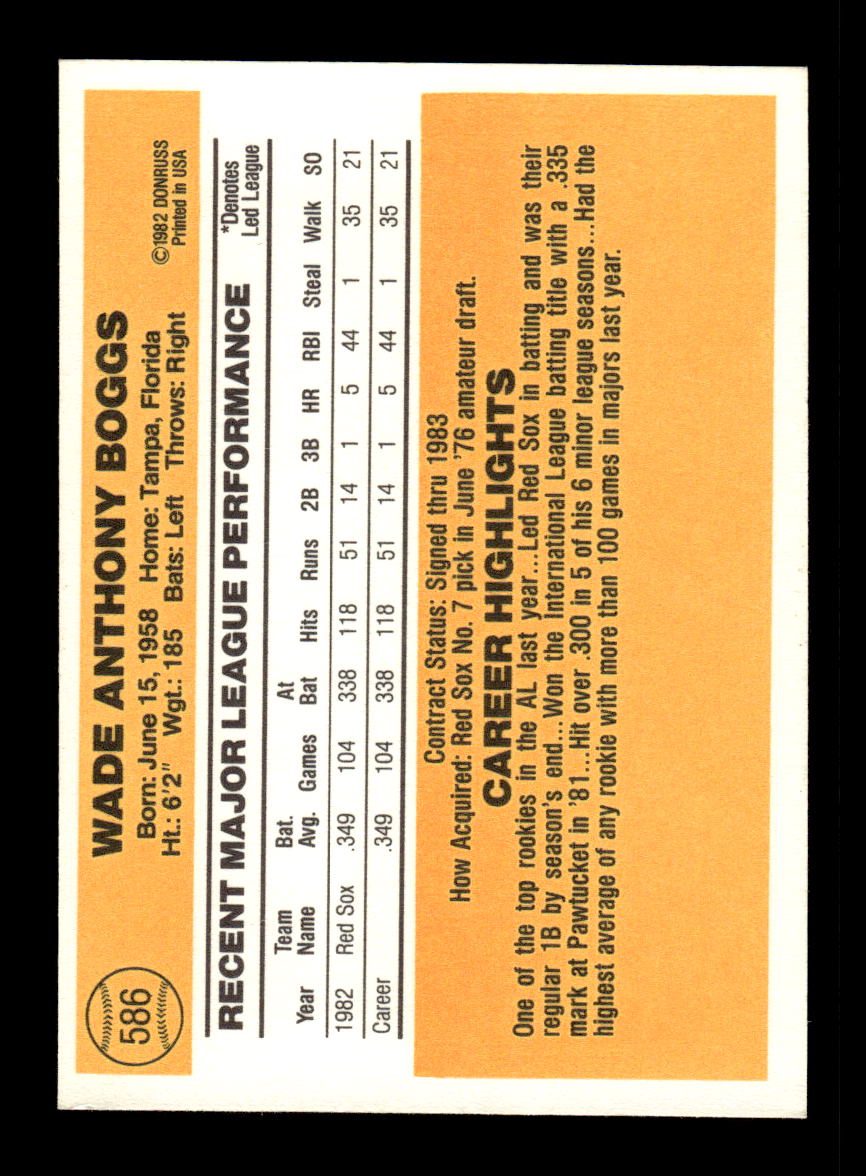 586
WADE ANTHONY BOGGS
Born: June 15, 1958 Home: Tampa, Florida
Ht.: 6'2" Wgt.: 185 Bats: Left Throws: Right
©1982 DONRUSS
Printed in USA
RECENT MAJOR LEAGUE PERFORMANCE
*Denotes
Led League
Year Team Name Bat. Avg. Games At Bat Hits Runs 2B 3B HR RBI Steal Walk SO
1982 Red Sox .349 104 338 118 51 14 1 5 44 1 35 21
Career .349 104 338 118 51 14 1 5 44 1 35 21
Contract Status: Signed thru 1983
How Acquired: Red Sox No. 7 pick in June '76 amateur draft.
CAREER HIGHLIGHTS
One of the top rookies in the AL last year...Led Red Sox in batting and was their
regular 1B by season's end...Won the International League batting title with a .335
mark at Pawtucket in '81...Hit over .300 in 5 of his 6 minor league seasons...Had the
highest average of any rookie with more than 100 games in majors last year.